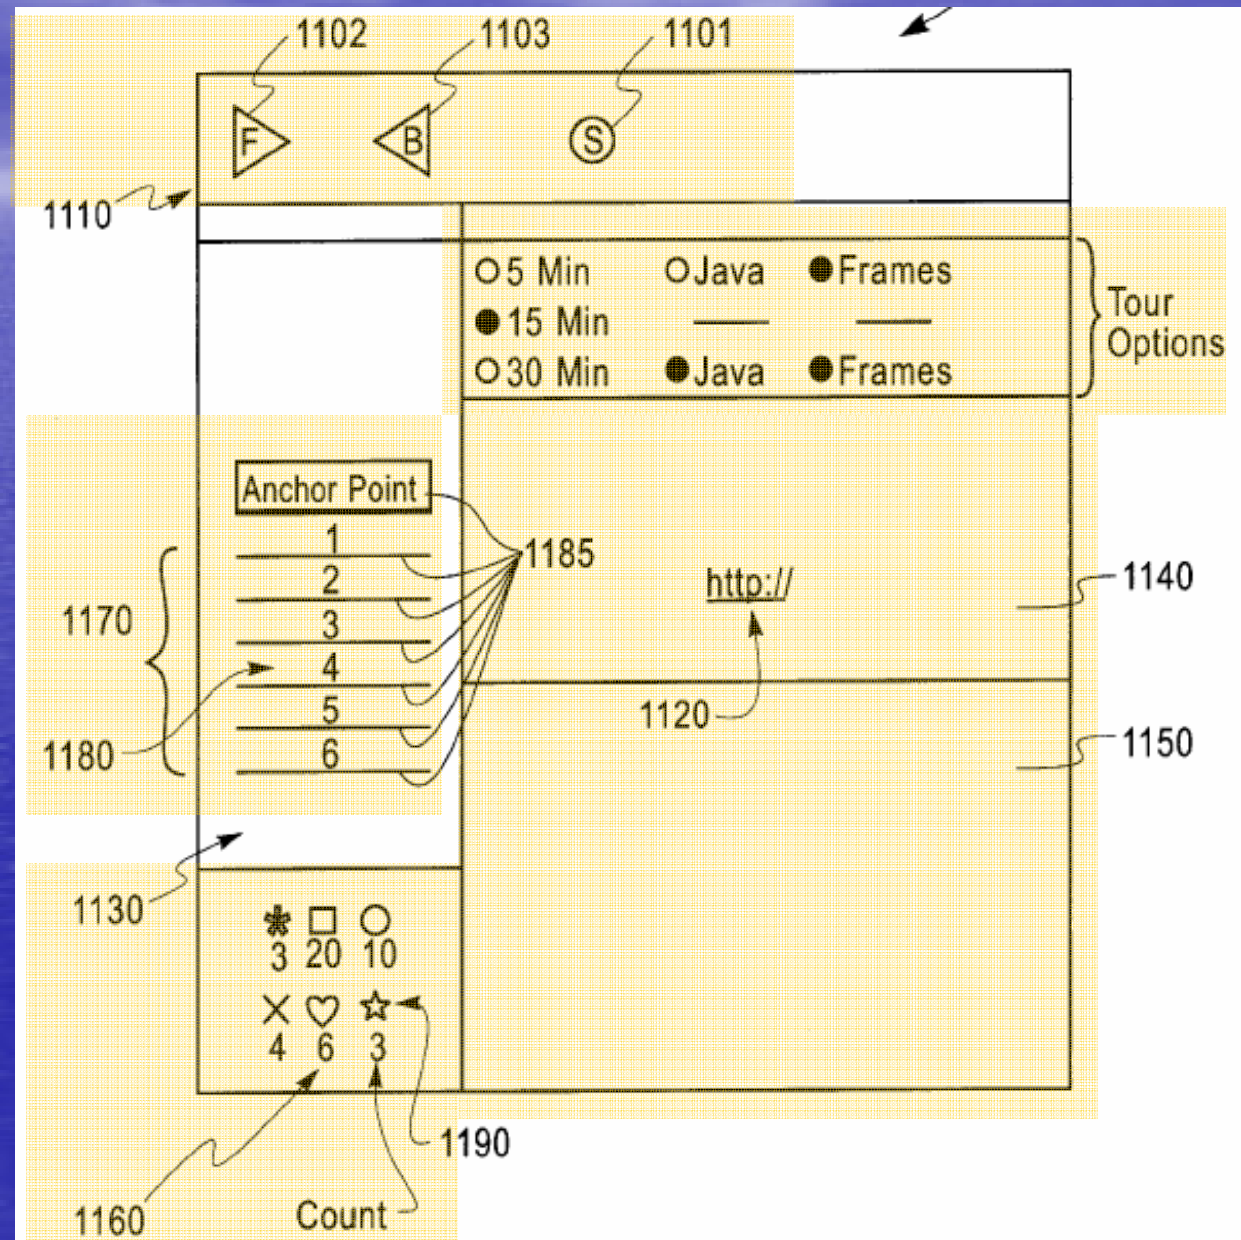 1102 1103 1101
F B S
1110
5 Min Java Frames
15 Min
30 Min Java Frames
Tour
Options
Anchor Point
1
2
3
4
5
6
1185
1170
1180
http://
1120
1140
1150
1130
3 20 10
4 6 3
1190
1160
Count